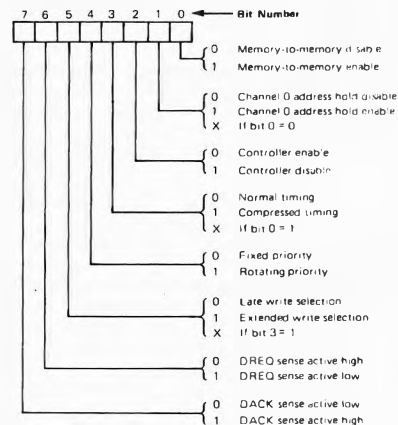 7 6 5 4 3 2 1 0 Bit Number
0 Memory-to-memory disable
1 Memory-to-memory enable
0 Channel 0 address hold disable
1 Channel 0 address hold enable
X If bit 0 = 0
0 Controller enable
1 Controller disable
0 Normal timing
1 Compressed timing
X If bit 0 = 1
0 Fixed priority
1 Rotating priority
0 Late write selection
1 Extended write selection
X If bit 3 = 1
0 DREQ sense active high
1 DREQ sense active low
0 DACK sense active low
1 DACK sense active high